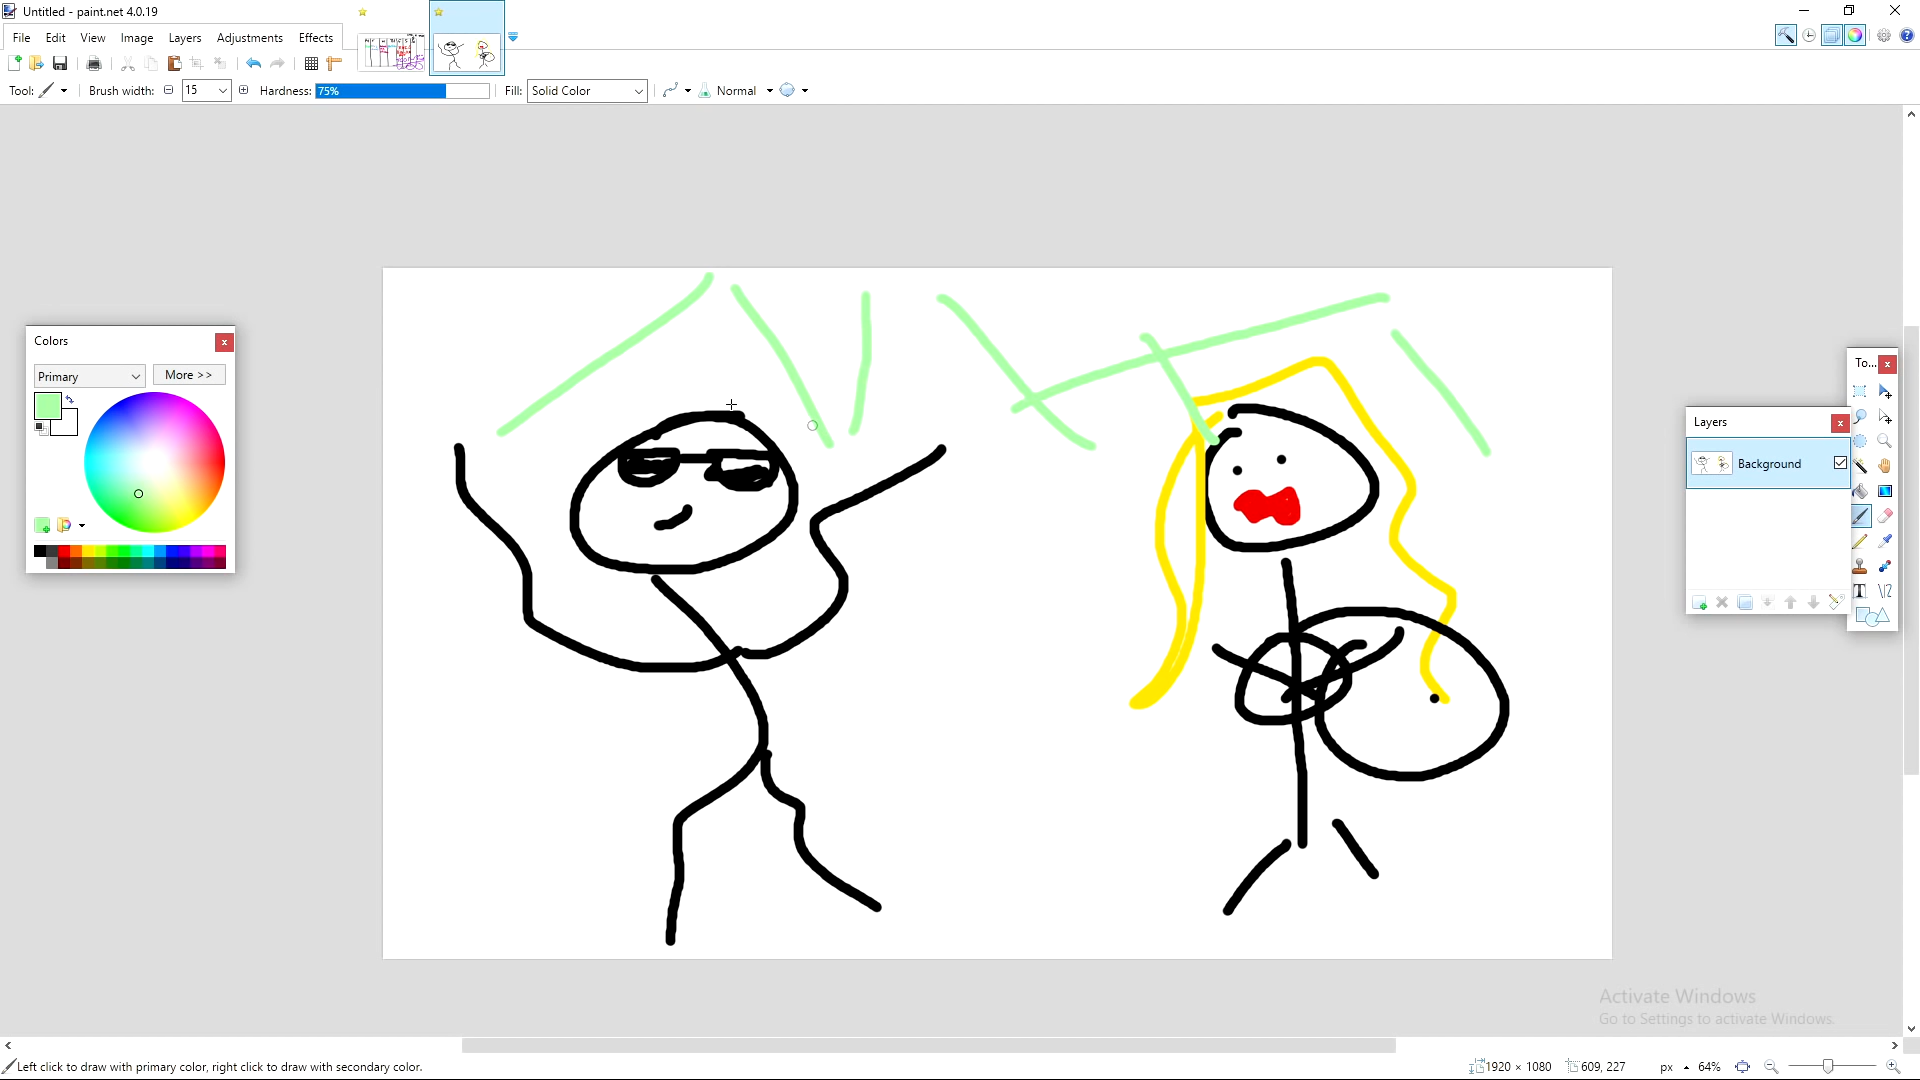 Untitled - paint.net 4.0.19
File Edit View Image Layers Adjustments Effects
Tool: Brush width: 15 Hardness: 75% Fill: Solid Color Normal
Colors
Primary More >>
To...
Layers
Background
Activate Windows
Go to Settings to activate Windows.
Left click to draw with primary color, right click to draw with secondary color. 1920 × 1080 609, 227 px 64%